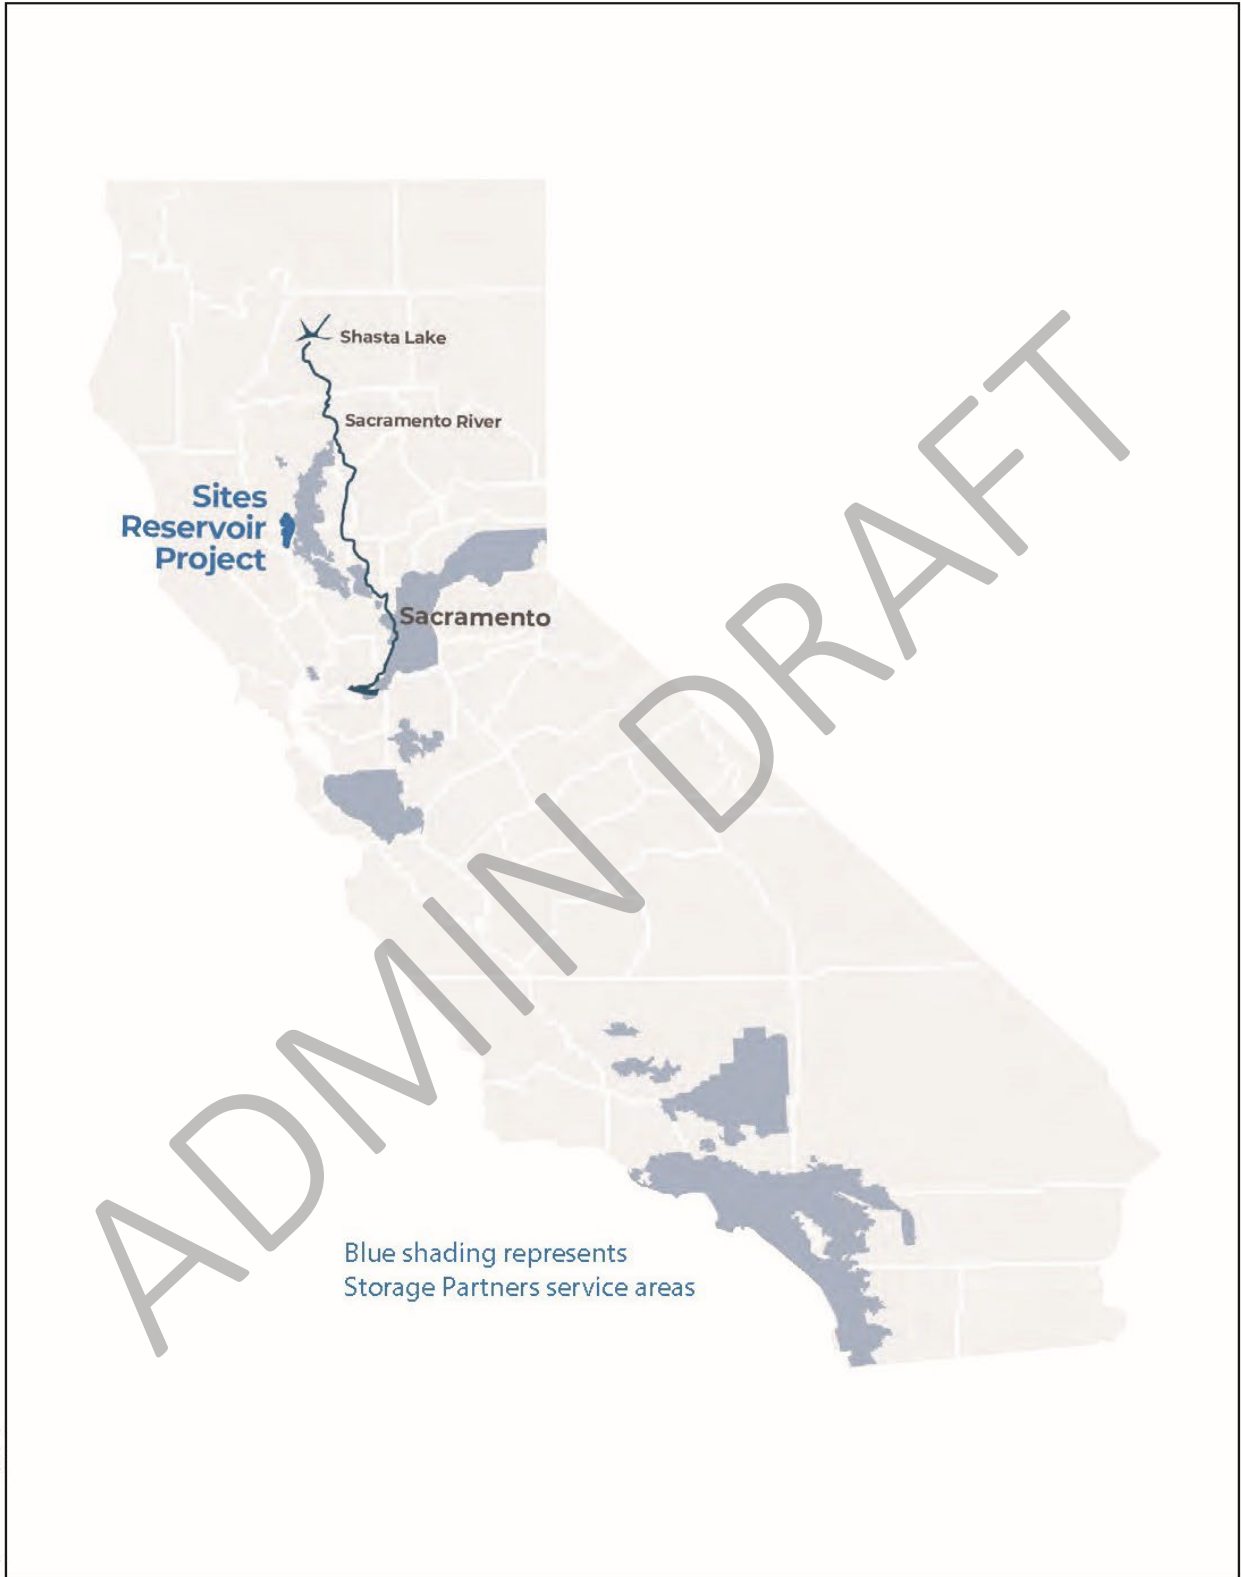 Shasta Lake
Sacramento River
Sites
Reservoir
Project
Sacramento
ADMIN DRAFT
Blue shading represents
Storage Partners service areas